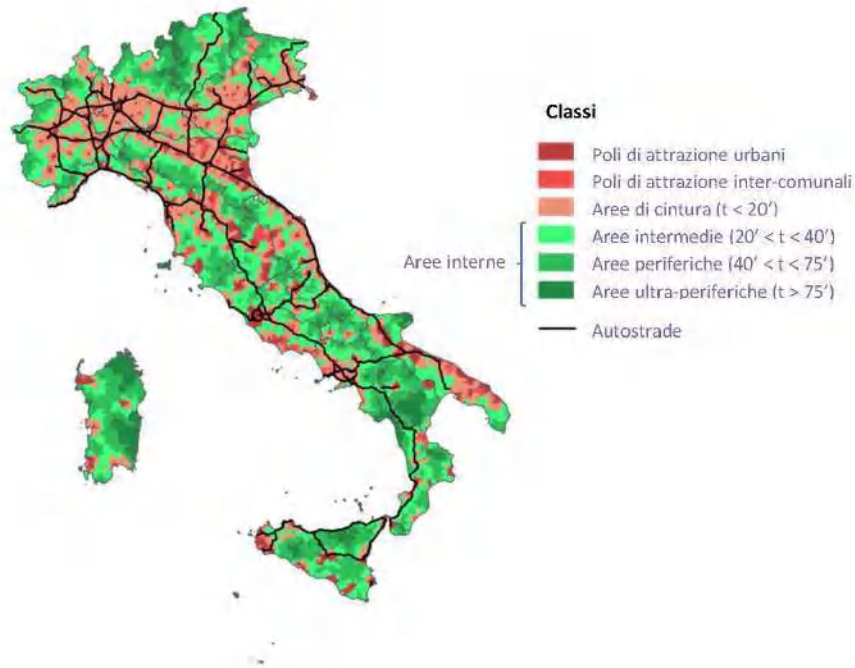 Classi
Poli di attrazione urbani
Poli di attrazione inter-comunali
Aree di cintura (t < 20')
Aree interne
Aree intermedie (20' < t < 40')
Aree periferiche (40' < t < 75')
Aree ultra-periferiche (t > 75')
Autostrade